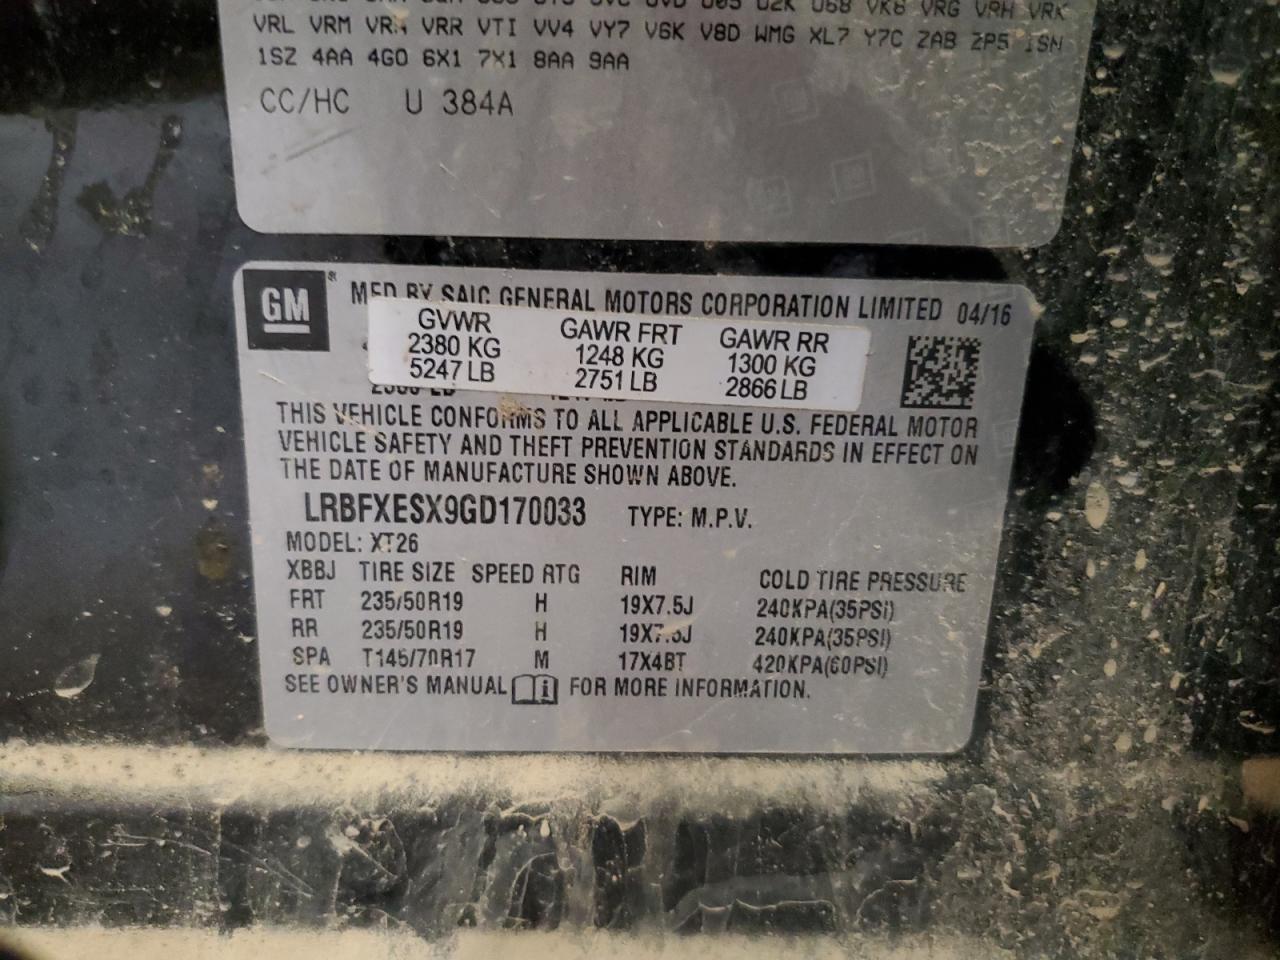 VRL VRM VRN VRR VTI VV4 VY7 V6K V8D WMG XL7 Y7C ZAB ZP5 1SN
1SZ 4AA 4G0 6X1 7X1 8AA 9AA
CC/HC U 384A
GM ® MFD BY SAIC GENERAL MOTORS CORPORATION LIMITED 04/16
GVWR GAWR FRT GAWR RR
2380 KG 1248 KG 1300 KG
5247 LB 2751 LB 2866 LB
THIS VEHICLE CONFORMS TO ALL APPLICABLE U.S. FEDERAL MOTOR
VEHICLE SAFETY AND THEFT PREVENTION STANDARDS IN EFFECT ON
THE DATE OF MANUFACTURE SHOWN ABOVE.
LRBFXESX9GD170033 TYPE: M.P.V.
MODEL: XT26
XBBJ TIRE SIZE SPEED RTG RIM COLD TIRE PRESSURE
FRT 235/50R19 H 19X7.5J 240KPA(35PSI)
RR 235/50R19 H 19X7.5J 240KPA(35PSI)
SPA T145/70R17 M 17X4BT 420KPA(60PSI)
SEE OWNER'S MANUAL i FOR MORE INFORMATION.